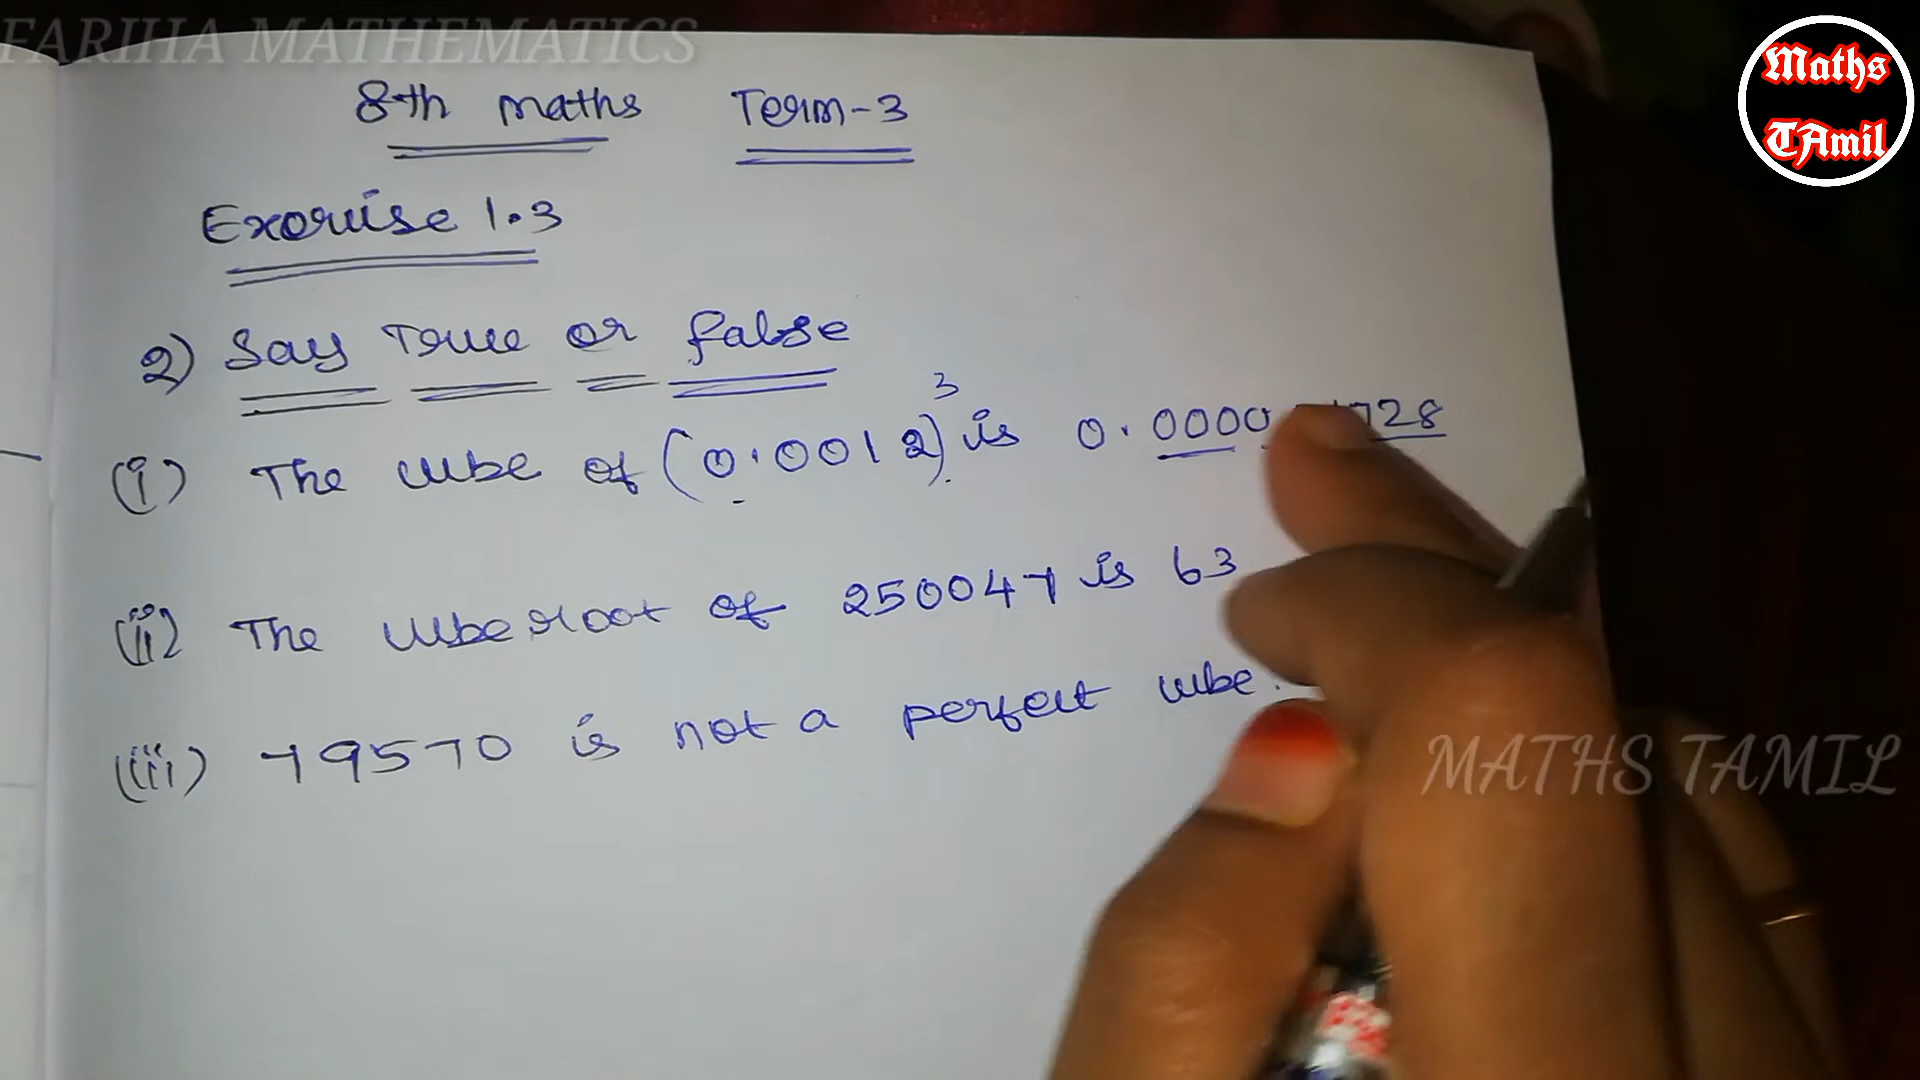 FARIHA MATHEMATICS
Maths
TAmil
8th maths Term-3
Exercise 1.3
2) Say True or false
(i) The cube of (0.0012)³ is 0.0000 1728
(ii) The cube root of 250047 is 63
(iii) 79570 is not a perfect cube.
MATHS TAMIL